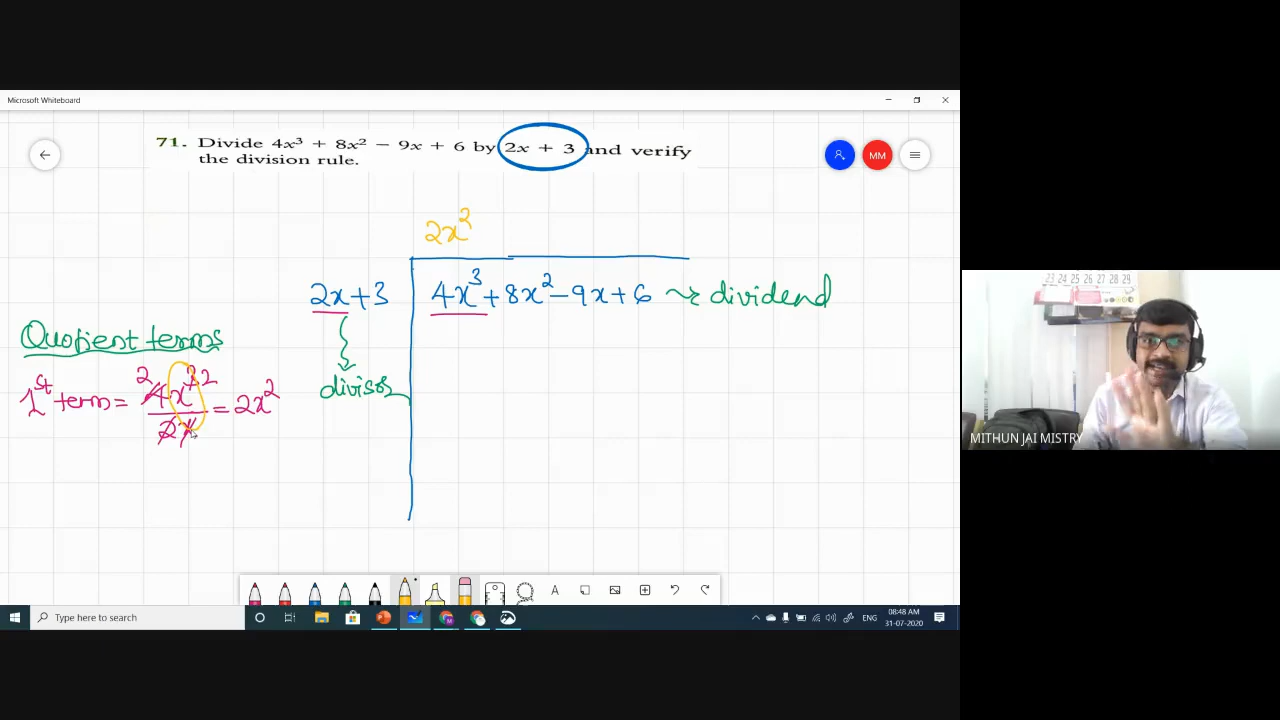 Microsoft Whiteboard
71. Divide 4x³ + 8x² − 9x + 6 by 2x + 3 and verify
the division rule.
MM
2x²
2x+3 4x³+8x²−9x+6 ⤳ dividend
Quotient terms
divisor
1st term = 4x³/2x = 2x²
2 2
MITHUN JAI MISTRY
A
Type here to search
ENG
08:48 AM
31-07-2020